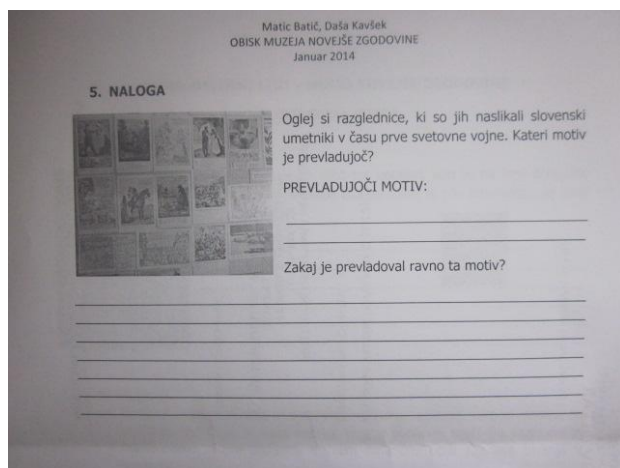 Matic Batič, Daša Kavšek
OBISK MUZEJA NOVEJŠE ZGODOVINE
Januar 2014
5. NALOGA
Oglej si razglednice, ki so jih naslikali slovenski
umetniki v času prve svetovne vojne. Kateri motiv
je prevladujoč?
PREVLADUJOČI MOTIV:
Zakaj je prevladoval ravno ta motiv?